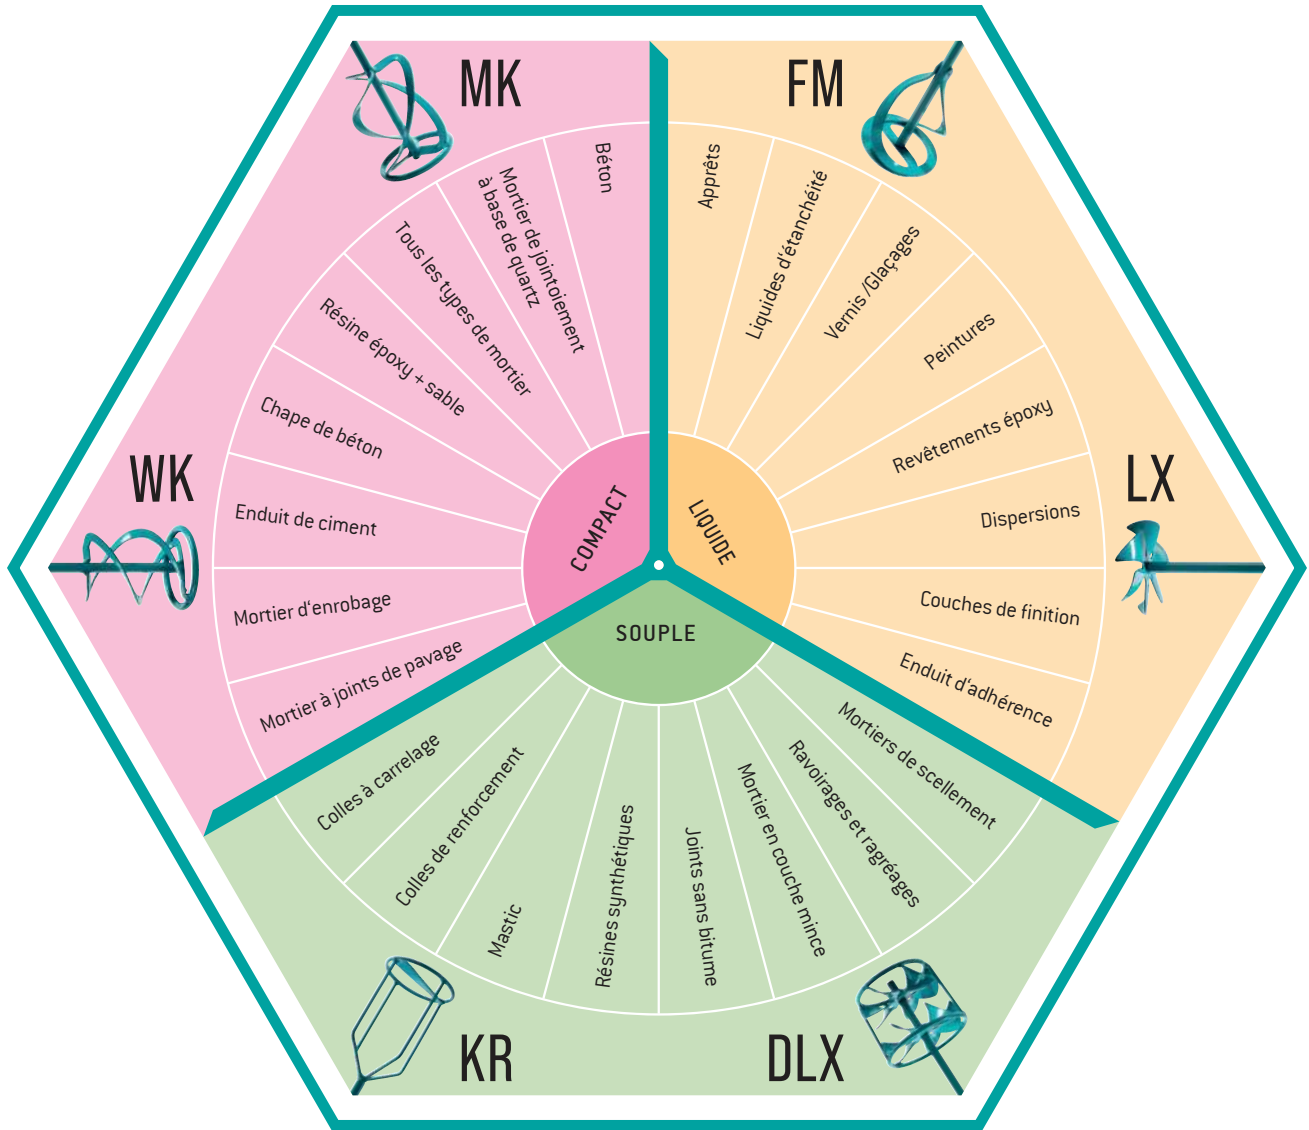 MK
FM
Béton
Mortier de jointoiement
à base de quartz
Tous les types de mortier
Résine époxy + sable
Chape de béton
Enduit de ciment
Mortier d'enrobage
Mortier à joints de pavage
Apprêts
Liquides d'étanchéité
Vernis /Glaçages
Peintures
Revêtements époxy
Dispersions
Couches de finition
Enduit d'adhérence
WK
LX
COMPACT
LIQUIDE
SOUPLE
Colles à carrelage
Colles de renforcement
Mastic
Résines synthétiques
Joints sans bitume
Mortier en couche mince
Ravoirages et ragréages
Mortiers de scellement
KR
DLX